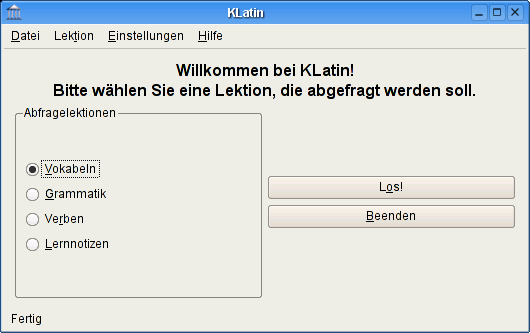 KLatin
Datei Lektion Einstellungen Hilfe
Willkommen bei KLatin!
Bitte wählen Sie eine Lektion, die abgefragt werden soll.
Abfragelektionen
Vokabeln
Grammatik
Verben
Lernnotizen
Los!
Beenden
Fertig